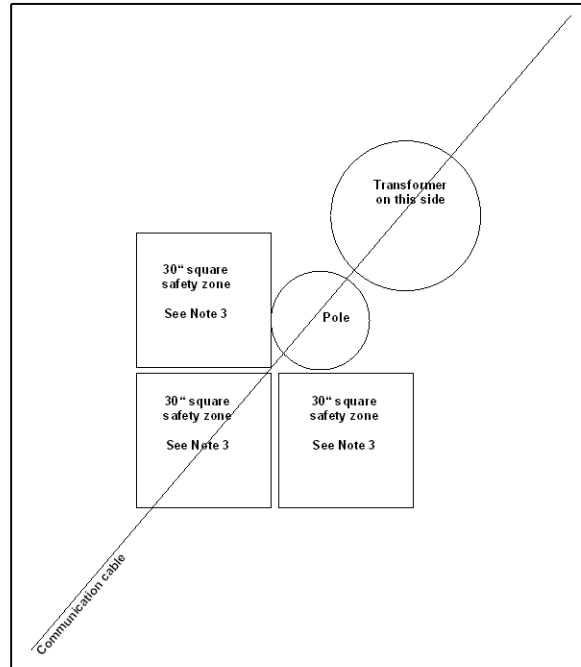 Transformer
on this side
30“ square
safety zone
See Note 3
Pole
30“ square
safety zone
See Note 3
30“ square
safety zone
See Note 3
Communication cable